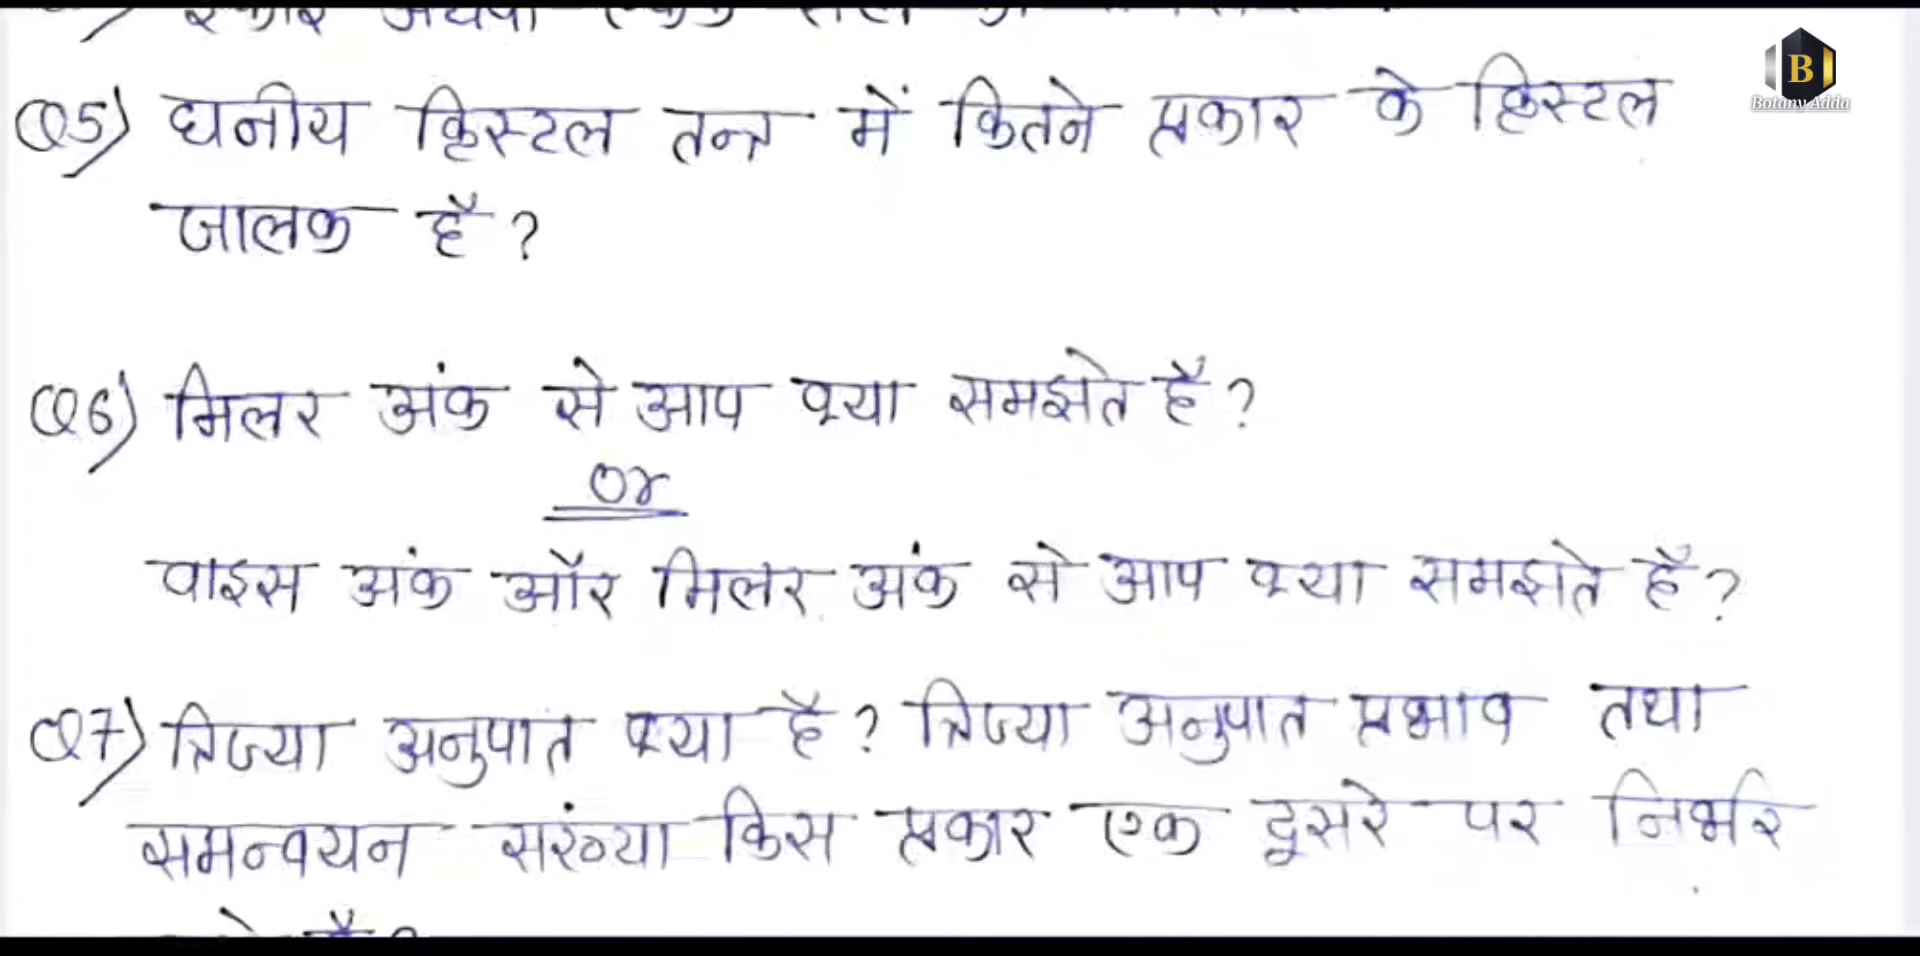 B
Botany Adda
Q5) घनीय क्रिस्टल तन्त्र में कितने प्रकार के क्रिस्टल
जालक है?
Q6) मिलर अंक से आप क्या समझते है?
or
वाइस अंक और मिलर अंक से आप क्या समझते है?
Q7) त्रिज्या अनुपात क्या है? त्रिज्या अनुपात प्रभाव तथा
समन्वयन संख्या किस प्रकार एक दूसरे पर निर्भर